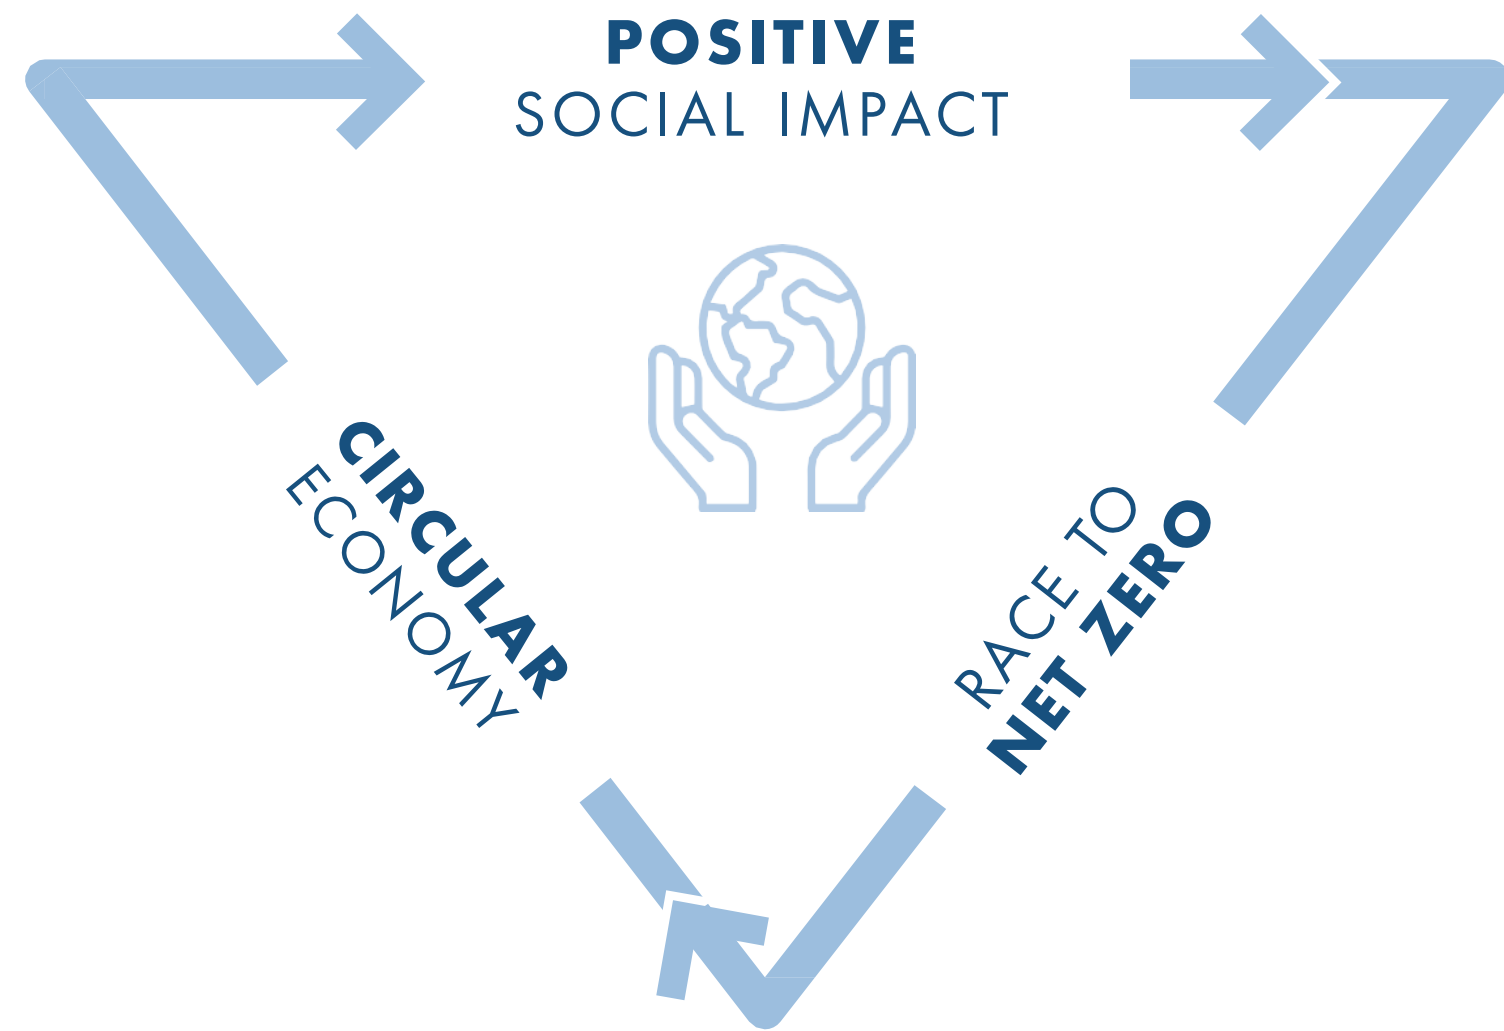 POSITIVE
SOCIAL IMPACT
CIRCULAR
ECONOMY
RACE TO
NET ZERO